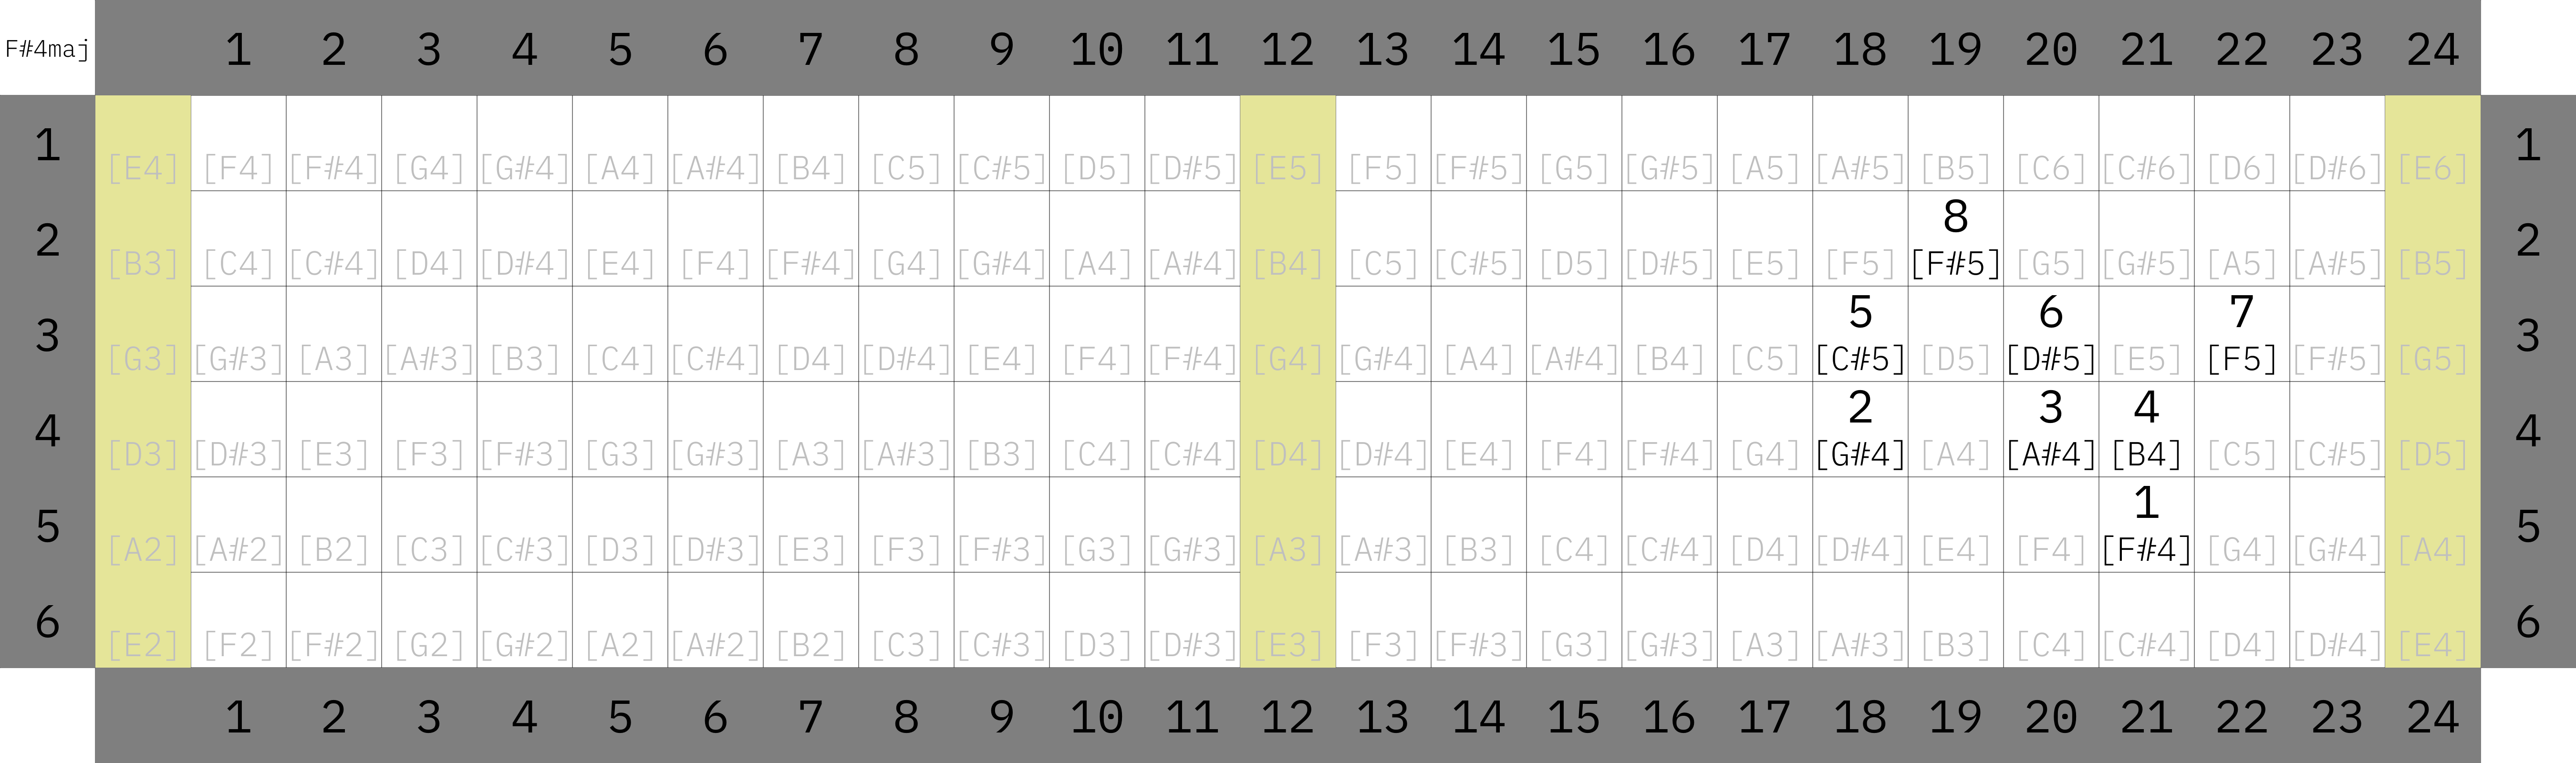 F#4maj 1 2 3 4 5 6 7 8 9 10 11 12 13 14 15 16 17 18 19 20 21 22 23 24
1 [E4] [F4] [F#4] [G4] [G#4] [A4] [A#4] [B4] [C5] [C#5] [D5] [D#5] [E5] [F5] [F#5] [G5] [G#5] [A5] [A#5] [B5] [C6] [C#6] [D6] [D#6] [E6] 1
8
2 [B3] [C4] [C#4] [D4] [D#4] [E4] [F4] [F#4] [G4] [G#4] [A4] [A#4] [B4] [C5] [C#5] [D5] [D#5] [E5] [F5] [F#5] [G5] [G#5] [A5] [A#5] [B5] 2
5 6 7
3 [G3] [G#3] [A3] [A#3] [B3] [C4] [C#4] [D4] [D#4] [E4] [F4] [F#4] [G4] [G#4] [A4] [A#4] [B4] [C5] [C#5] [D5] [D#5] [E5] [F5] [F#5] [G5] 3
2 3 4
4 [D3] [D#3] [E3] [F3] [F#3] [G3] [G#3] [A3] [A#3] [B3] [C4] [C#4] [D4] [D#4] [E4] [F4] [F#4] [G4] [G#4] [A4] [A#4] [B4] [C5] [C#5] [D5] 4
1
5 [A2] [A#2] [B2] [C3] [C#3] [D3] [D#3] [E3] [F3] [F#3] [G3] [G#3] [A3] [A#3] [B3] [C4] [C#4] [D4] [D#4] [E4] [F4] [F#4] [G4] [G#4] [A4] 5
6 [E2] [F2] [F#2] [G2] [G#2] [A2] [A#2] [B2] [C3] [C#3] [D3] [D#3] [E3] [F3] [F#3] [G3] [G#3] [A3] [A#3] [B3] [C4] [C#4] [D4] [D#4] [E4] 6
1 2 3 4 5 6 7 8 9 10 11 12 13 14 15 16 17 18 19 20 21 22 23 24